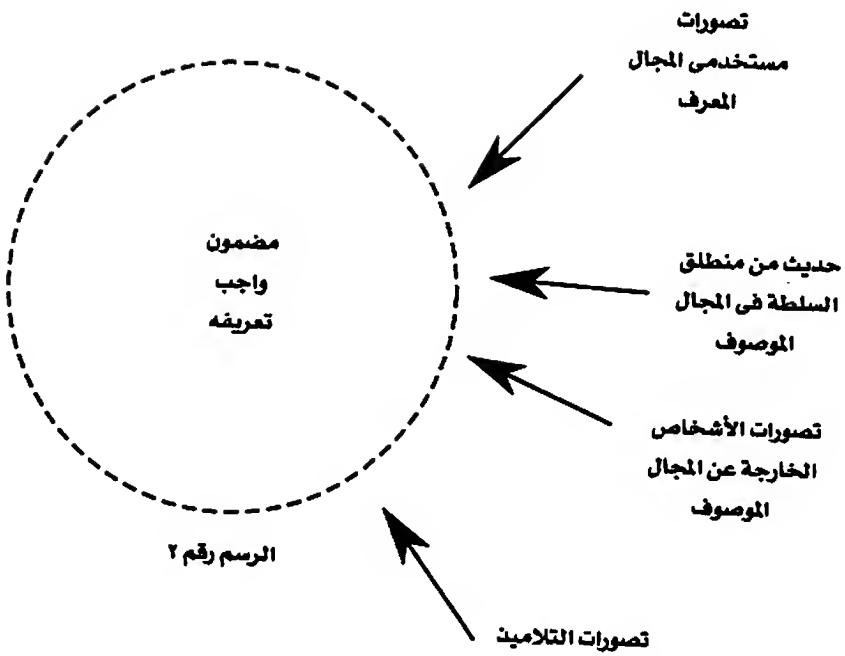 تصورات
مستخدمى المجال
المعرف
مضمون
واجب
تعريفه
حديث من منطلق
السلطة فى المجال
الموصوف
تصورات الأشخاص
الخارجة عن المجال
الموصوف
الرسم رقم ٢
تصورات التلاميذ